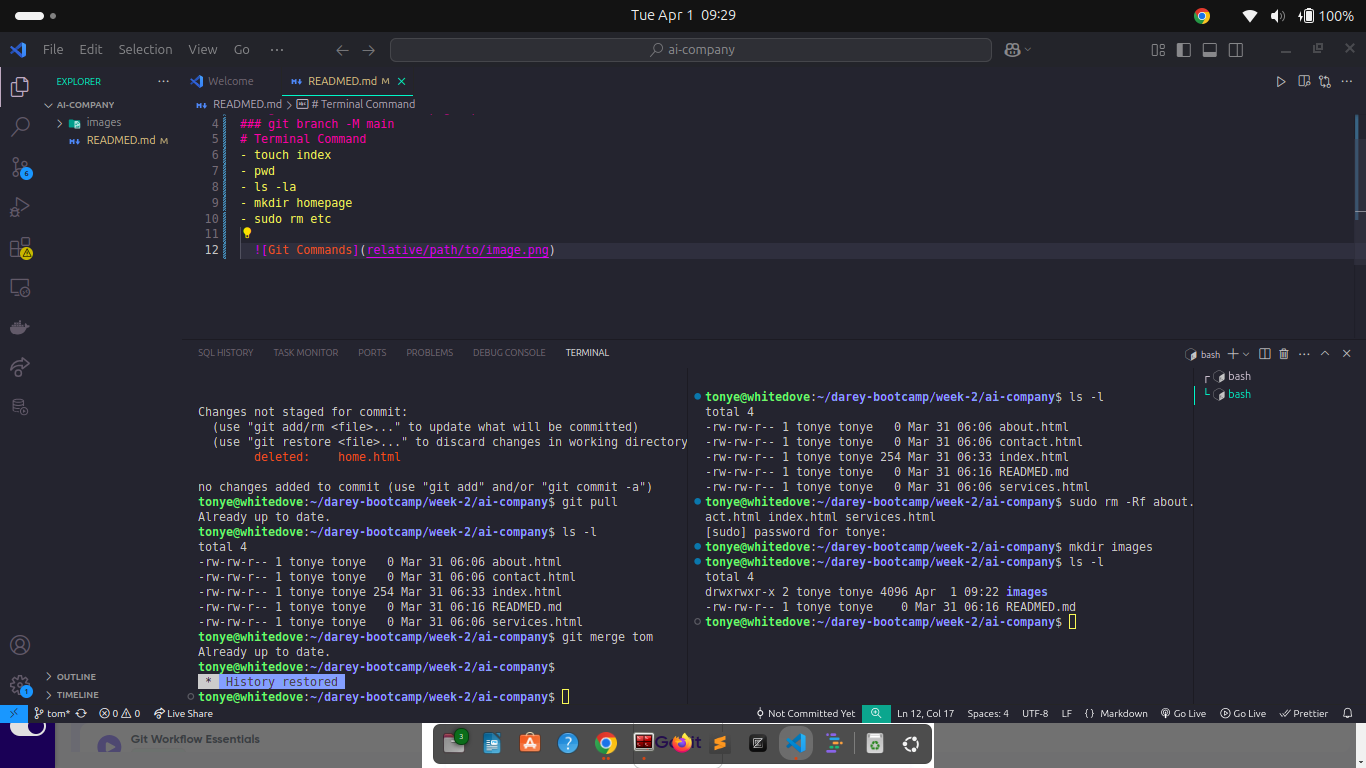 Tue Apr 1 09:29
100%
File Edit Selection View Go ···
ai-company
EXPLORER
Welcome
READMED.md M
AI-COMPANY
images
READMED.md M
READMED.md > # Terminal Command
4 ### git branch -M main
5 # Terminal Command
6 - touch index
7 - pwd
8 - ls -la
9 - mkdir homepage
10 - sudo rm etc
11
12 ![Git Commands](relative/path/to/image.png)
SQL HISTORY TASK MONITOR PORTS PROBLEMS DEBUG CONSOLE TERMINAL
bash
bash
bash
Changes not staged for commit:
(use "git add/rm <file>..." to update what will be committed)
(use "git restore <file>..." to discard changes in working directory
deleted: home.html
no changes added to commit (use "git add" and/or "git commit -a")
tonye@whitedove:~/darey-bootcamp/week-2/ai-company$ git pull
Already up to date.
tonye@whitedove:~/darey-bootcamp/week-2/ai-company$ ls -l
total 4
-rw-rw-r-- 1 tonye tonye 0 Mar 31 06:06 about.html
-rw-rw-r-- 1 tonye tonye 0 Mar 31 06:06 contact.html
-rw-rw-r-- 1 tonye tonye 254 Mar 31 06:33 index.html
-rw-rw-r-- 1 tonye tonye 0 Mar 31 06:16 READMED.md
-rw-rw-r-- 1 tonye tonye 0 Mar 31 06:06 services.html
tonye@whitedove:~/darey-bootcamp/week-2/ai-company$ git merge tom
Already up to date.
tonye@whitedove:~/darey-bootcamp/week-2/ai-company$
* History restored
tonye@whitedove:~/darey-bootcamp/week-2/ai-company$
tonye@whitedove:~/darey-bootcamp/week-2/ai-company$ ls -l
total 4
-rw-rw-r-- 1 tonye tonye 0 Mar 31 06:06 about.html
-rw-rw-r-- 1 tonye tonye 0 Mar 31 06:06 contact.html
-rw-rw-r-- 1 tonye tonye 254 Mar 31 06:33 index.html
-rw-rw-r-- 1 tonye tonye 0 Mar 31 06:16 READMED.md
-rw-rw-r-- 1 tonye tonye 0 Mar 31 06:06 services.html
tonye@whitedove:~/darey-bootcamp/week-2/ai-company$ sudo rm -Rf about.
act.html index.html services.html
[sudo] password for tonye:
tonye@whitedove:~/darey-bootcamp/week-2/ai-company$ mkdir images
tonye@whitedove:~/darey-bootcamp/week-2/ai-company$ ls -l
total 4
drwxrwxr-x 2 tonye tonye 4096 Apr 1 09:22 images
-rw-rw-r-- 1 tonye tonye 0 Mar 31 06:16 READMED.md
tonye@whitedove:~/darey-bootcamp/week-2/ai-company$
OUTLINE
TIMELINE
tom* 0 0 Live Share Not Committed Yet Ln 12, Col 17 Spaces: 4 UTF-8 LF {} Markdown Go Live Go Live Prettier
Git Workflow Essentials
3